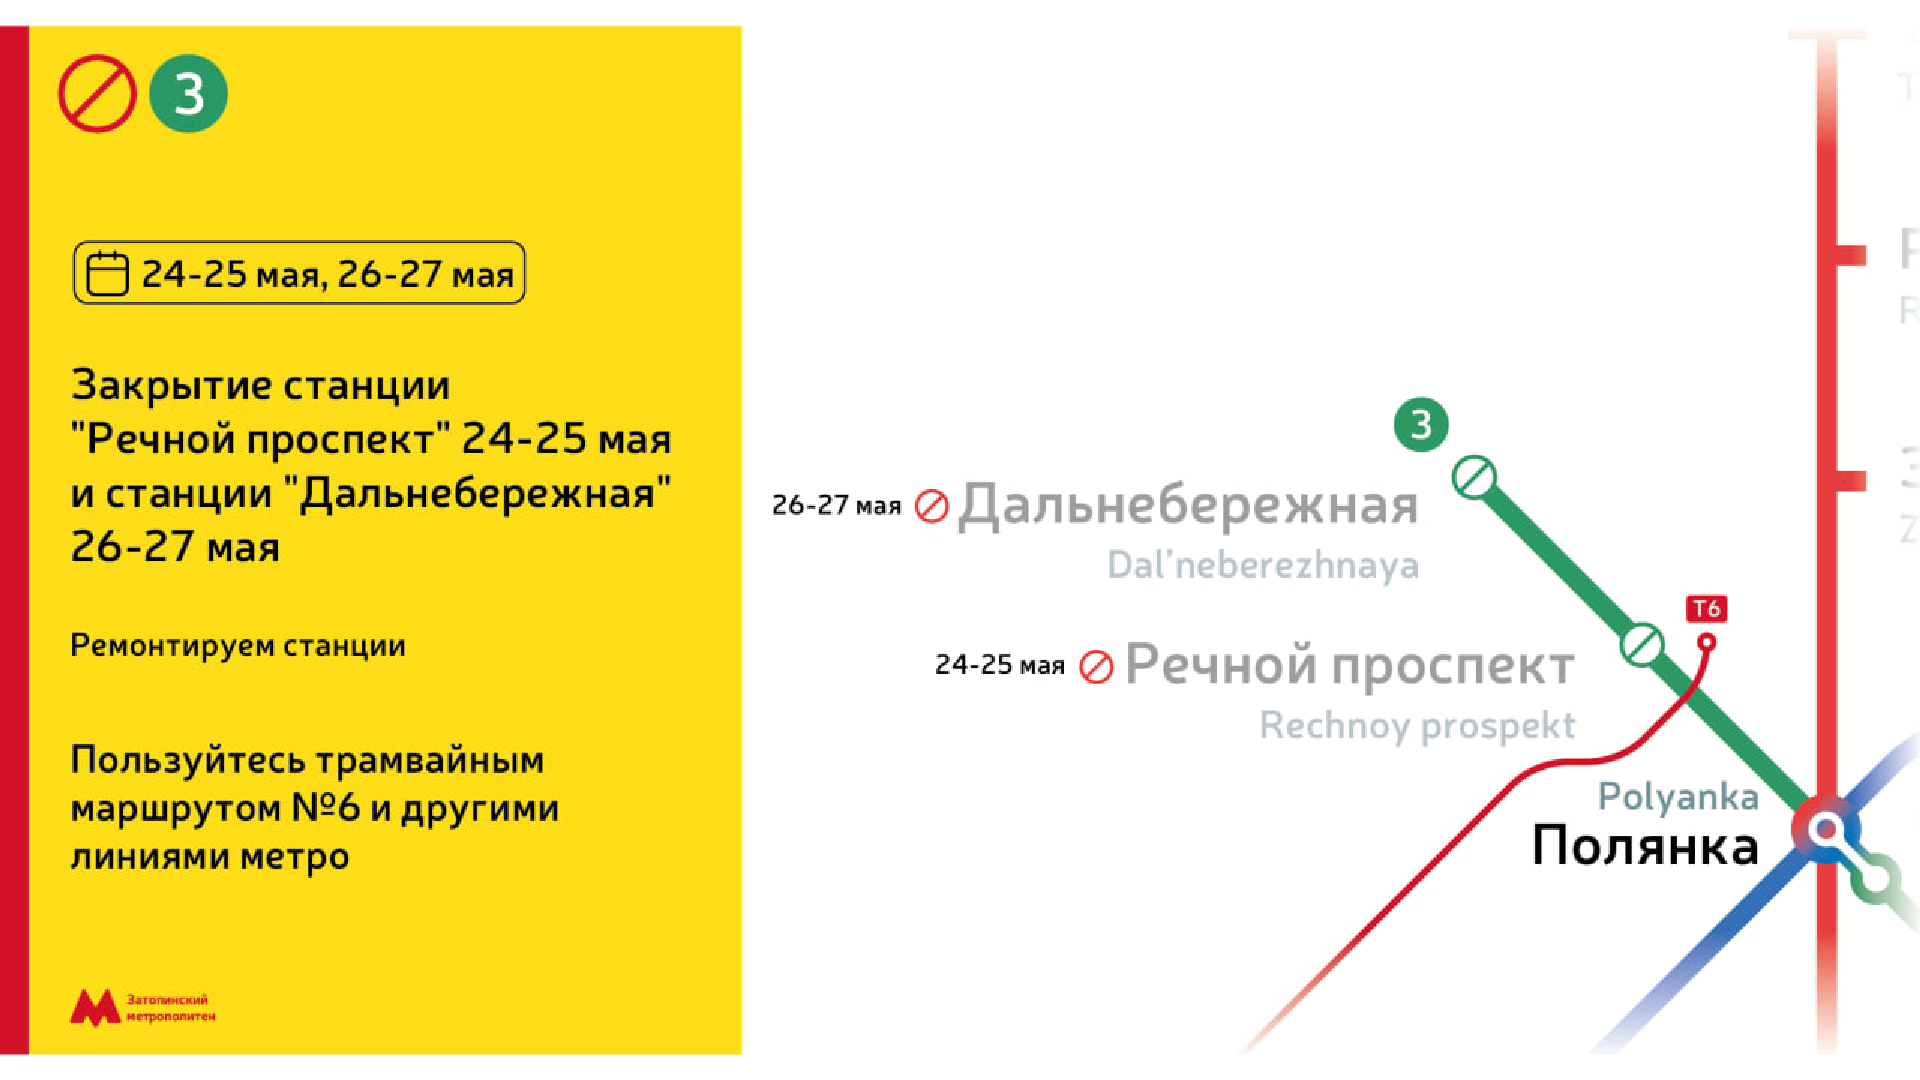 3
24-25 мая, 26-27 мая
Закрытие станции
"Речной проспект" 24-25 мая
и станции "Дальнебережная"
26-27 мая
Ремонтируем станции
Пользуйтесь трамвайным
маршрутом №6 и другими
линиями метро
Затопинский
метрополитен
3
26-27 мая
Дальнебережная
Dal'neberezhnaya
T6
24-25 мая
Речной проспект
Rechnoy prospekt
Polyanka
Полянка